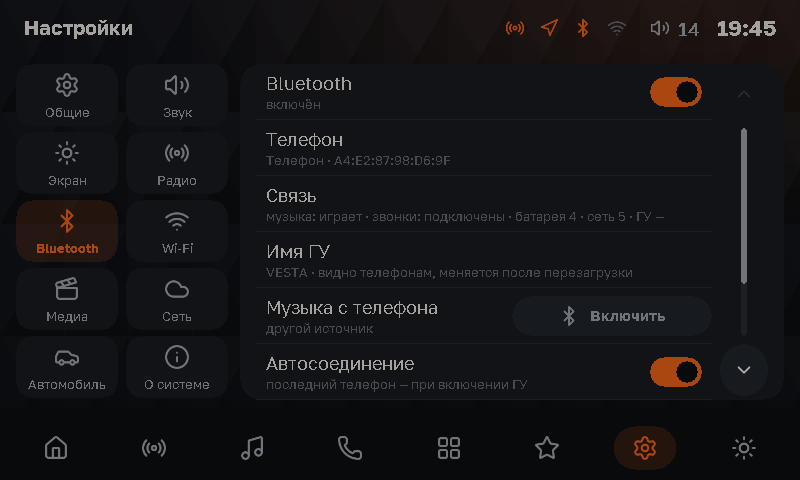 Настройки
14
19:45
Общие
Звук
Экран
Радио
Bluetooth
Wi-Fi
Медиа
Сеть
Автомобиль
О системе
Bluetooth
включён
Телефон
Телефон · A4:E2:87:98:D6:9F
Связь
музыка: играет · звонки: подключены · батарея 4 · сеть 5 · ГУ —
Имя ГУ
VESTA · видно телефонам, меняется после перезагрузки
Музыка с телефона
другой источник
Включить
Автосоединение
последний телефон — при включении ГУ